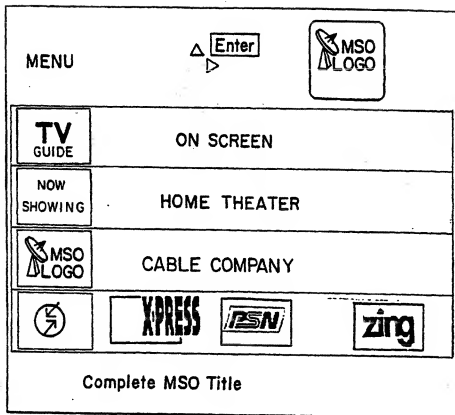 MENU
Enter
MSO
LOGO
TV
GUIDE
ON SCREEN
NOW
SHOWING
HOME THEATER
MSO
LOGO
CABLE COMPANY
X·PRESS
PSN
zing
Complete MSO Title